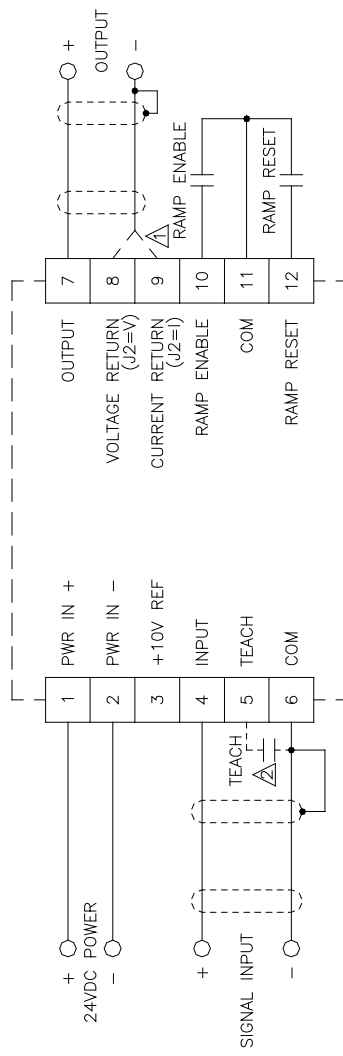 +
24VDC POWER
-
+
SIGNAL INPUT
-
TEACH
2
1
PWR IN +
2
PWR IN -
3
+10V REF
4
INPUT
5
TEACH
6
COM
OUTPUT
7
VOLTAGE RETURN
(J2=V)
8
CURRENT RETURN
(J2=I)
9
RAMP ENABLE
10
COM
11
RAMP RESET
12
1
RAMP ENABLE
RAMP RESET
+
OUTPUT
-